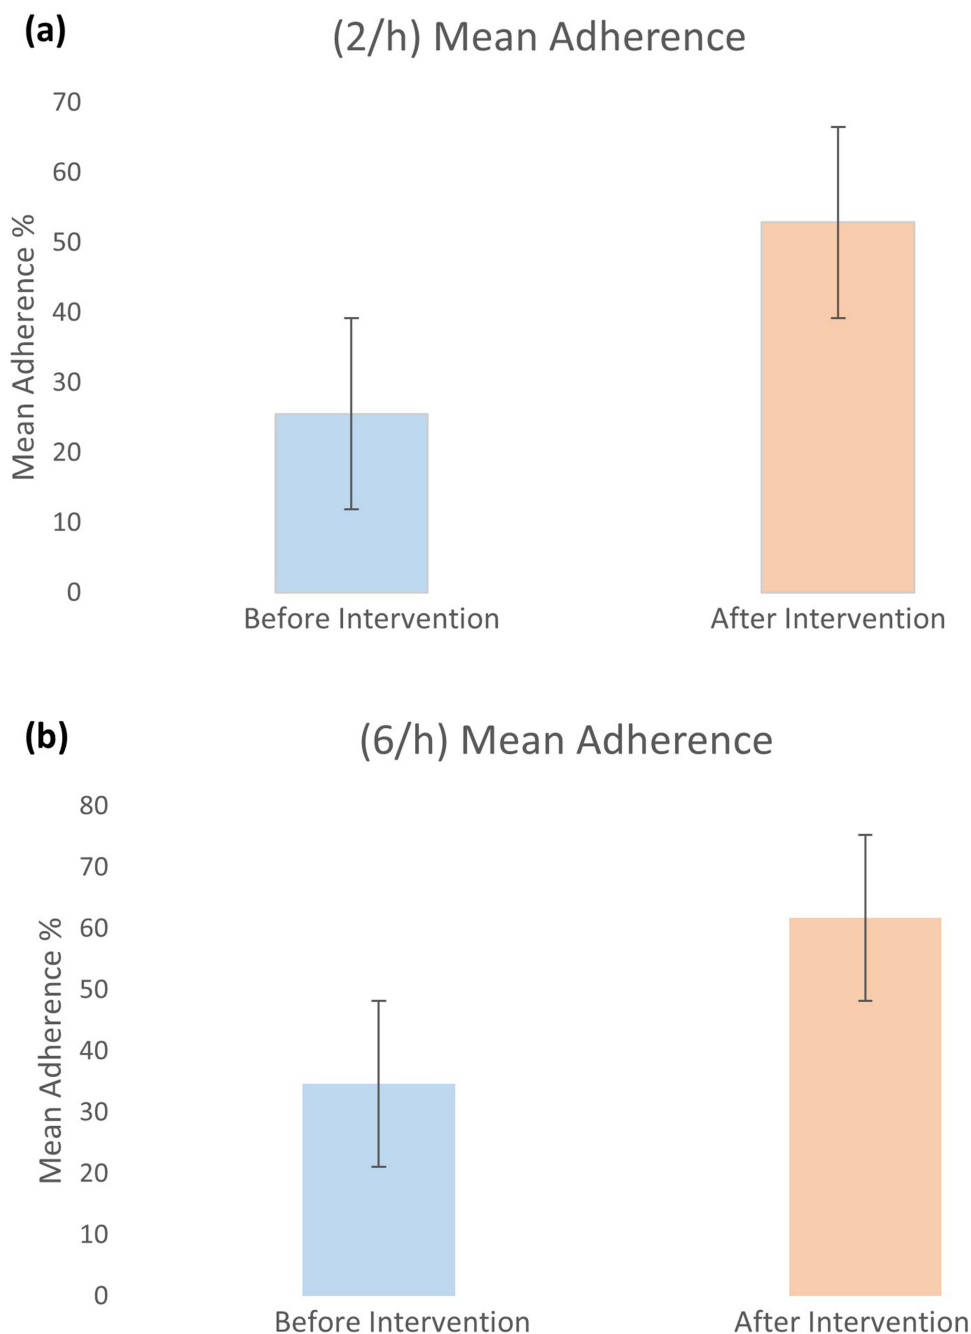 (a)
(2/h) Mean Adherence
Mean Adherence %
70
60
50
40
30
20
10
0
Before Intervention
After Intervention
(b)
(6/h) Mean Adherence
Mean Adherence %
80
70
60
50
40
30
20
10
0
Before Intervention
After Intervention